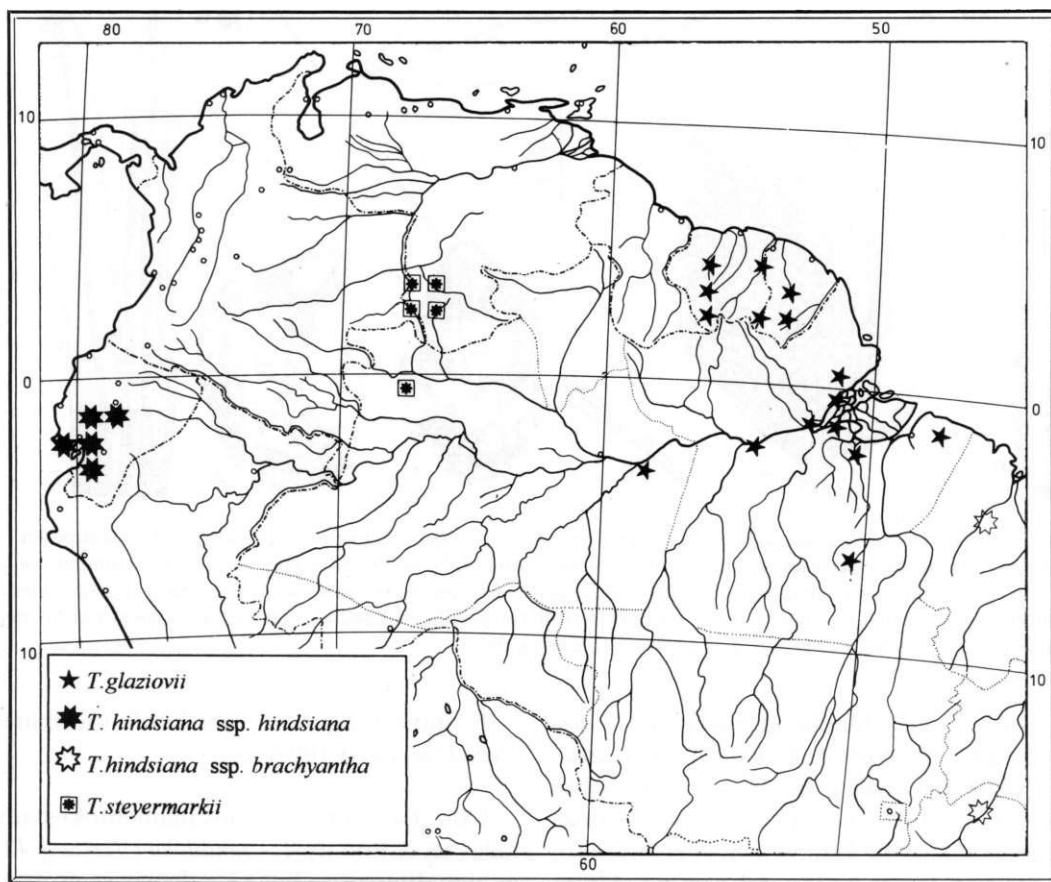 80 70 60 50
10 10
0 0
10 10
T.glaziovii
T. hindsiana ssp. hindsiana
T.hindsiana ssp. brachyantha
T.steyermarkii
60 50